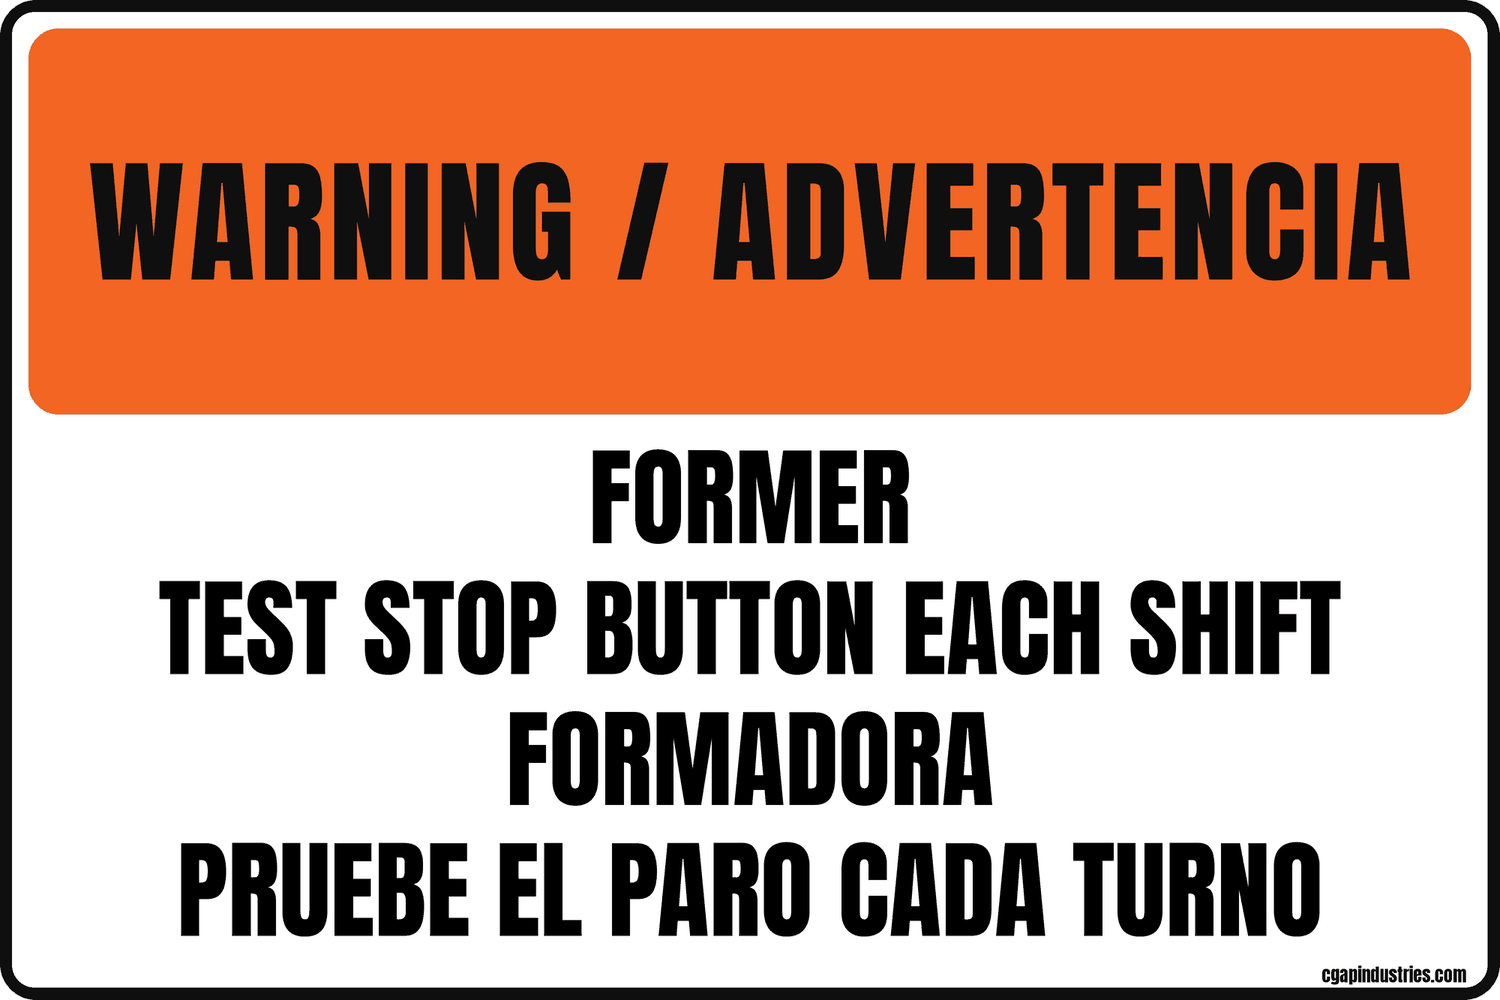 WARNING / ADVERTENCIA
FORMER
TEST STOP BUTTON EACH SHIFT
FORMADORA
PRUEBE EL PARO CADA TURNO
cgapindustries.com